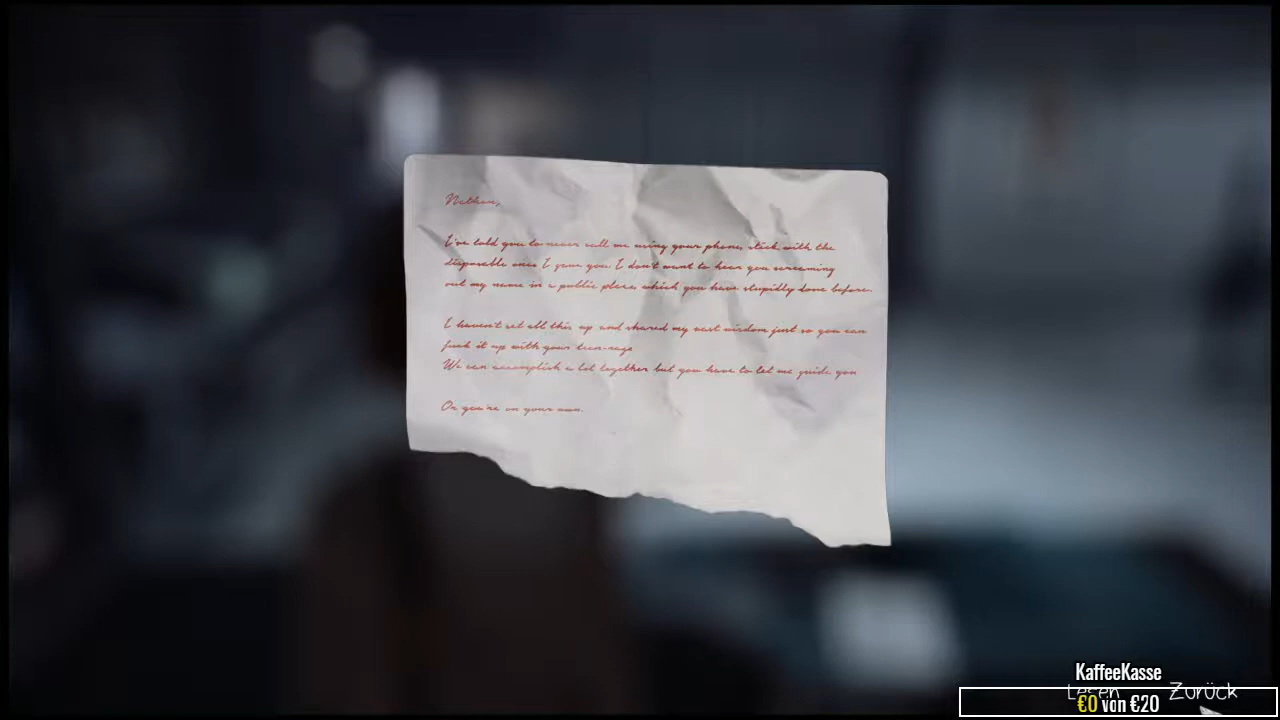 Nathan,
I've told you to never call me using your phone, stick with the
disposable ones I gave you. I don't want to hear you screaming
out my name in a public place which you have stupidly done before.
I haven't set all this up and shared my vast wisdom just so you can
fuck it up with your teen-rage
We can accomplish a lot together but you have to let me guide you
Or you're on your own.
KaffeeKasse
Lesen Zurück
€0 von €20